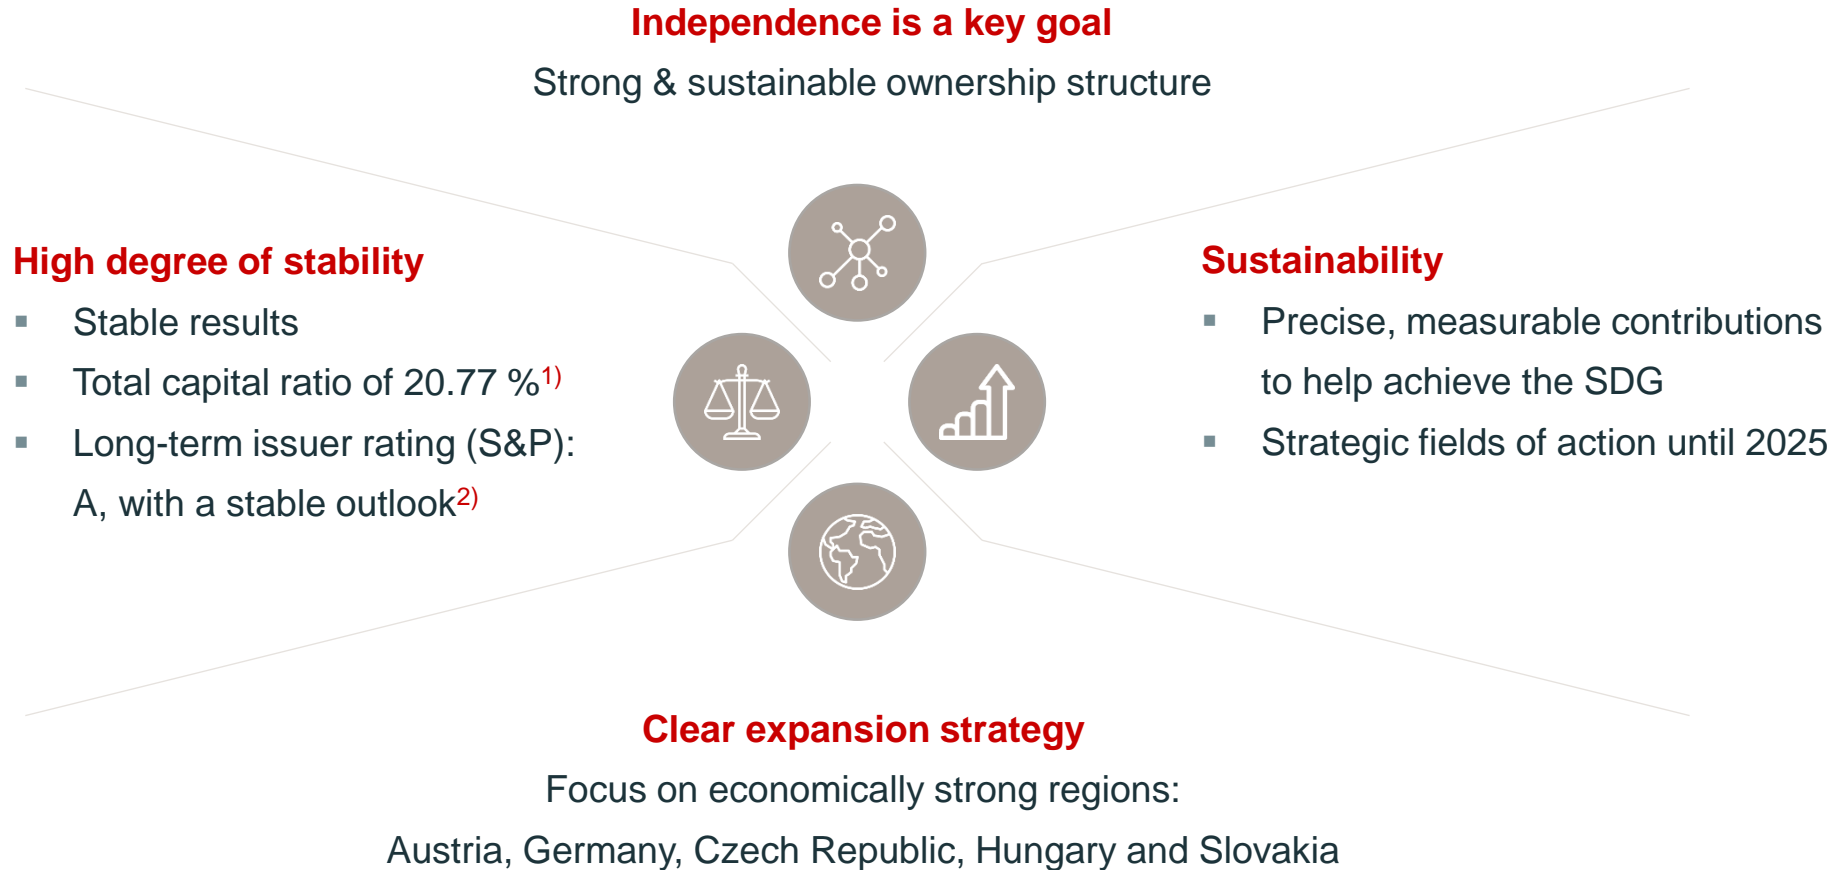 Independence is a key goal
Strong & sustainable ownership structure
High degree of stability
▪ Stable results
▪ Total capital ratio of 20.77 %1)
▪ Long-term issuer rating (S&P):
A, with a stable outlook2)
Sustainability
▪ Precise, measurable contributions
to help achieve the SDG
▪ Strategic fields of action until 2025
Clear expansion strategy
Focus on economically strong regions:
Austria, Germany, Czech Republic, Hungary and Slovakia